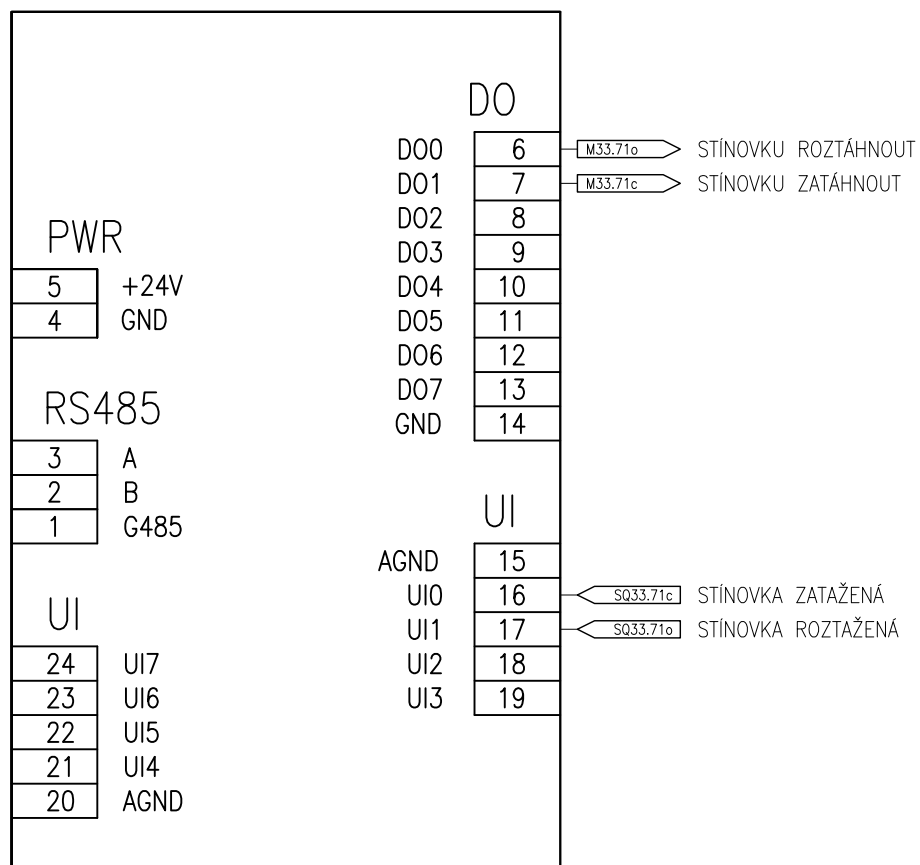 DO
DO0 6 M33.71o STÍNOVKU ROZTÁHNOUT
DO1 7 M33.71c STÍNOVKU ZATÁHNOUT
DO2 8
DO3 9
DO4 10
DO5 11
DO6 12
DO7 13
GND 14
PWR
5 +24V
4 GND
RS485
3 A
2 B
1 G485
UI
AGND 15
UI0 16 SQ33.71c STÍNOVKA ZATAŽENÁ
UI1 17 SQ33.71o STÍNOVKA ROZTAŽENÁ
UI2 18
UI3 19
UI
24 UI7
23 UI6
22 UI5
21 UI4
20 AGND